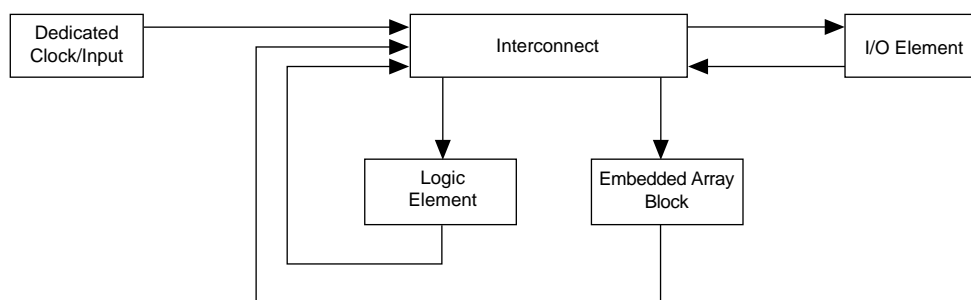 Dedicated
Clock/Input
Interconnect
I/O Element
Logic
Element
Embedded Array
Block